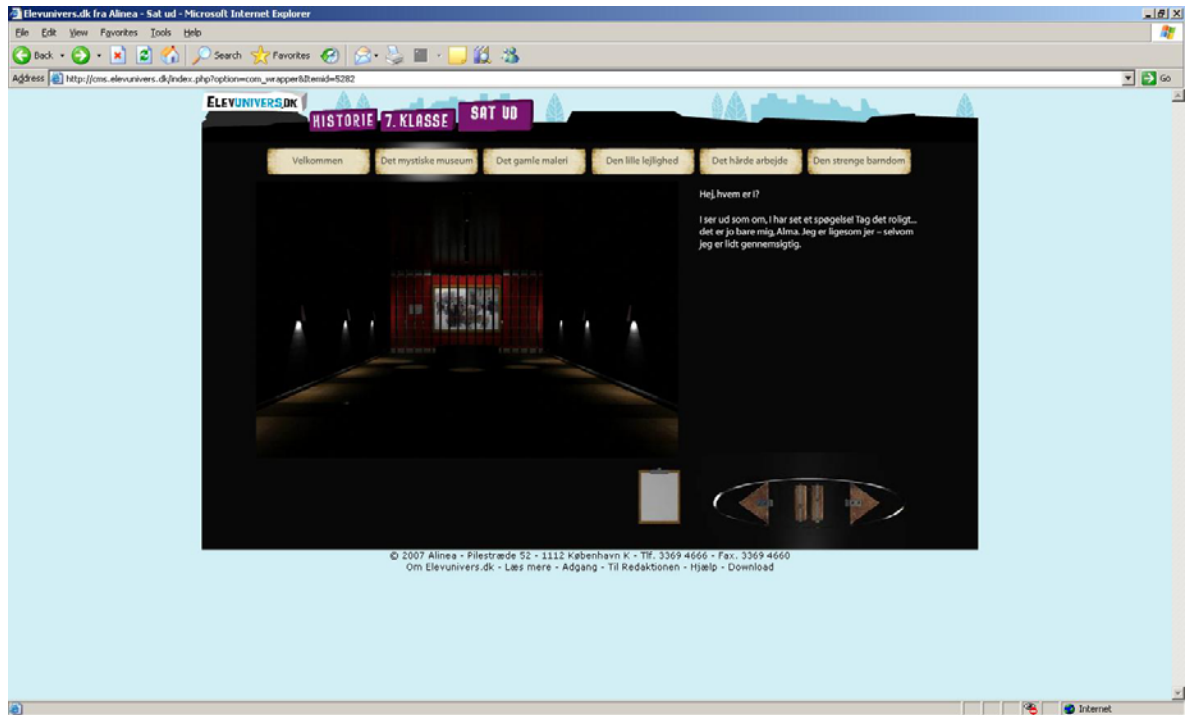 Elevunivers.dk fra Alinea - Sat ud - Microsoft Internet Explorer
File Edit View Favorites Tools Help
Back Search Favorites
Address http://cms.elevunivers.dk/index.php?option=com_wrapper&Itemid=5282 Go
ELEVUNIVERS.DK
HISTORIE 7. KLASSE SAT UD
Velkommen Det mystiske museum Det gamle maleri Den lille lejlighed Det hårde arbejde Den strenge barndom
Hej, hvem er I?
I ser ud som om, I har set et spøgelse! Tag det roligt...
det er jo bare mig, Alma. Jeg er ligesom jer – selvom
jeg er lidt gennemsigtig.
© 2007 Alinea - Pilestræde 52 - 1112 København K - Tlf. 3369 4666 - Fax. 3369 4660
Om Elevunivers.dk - Læs mere - Adgang - Til Redaktionen - Hjælp - Download
Internet